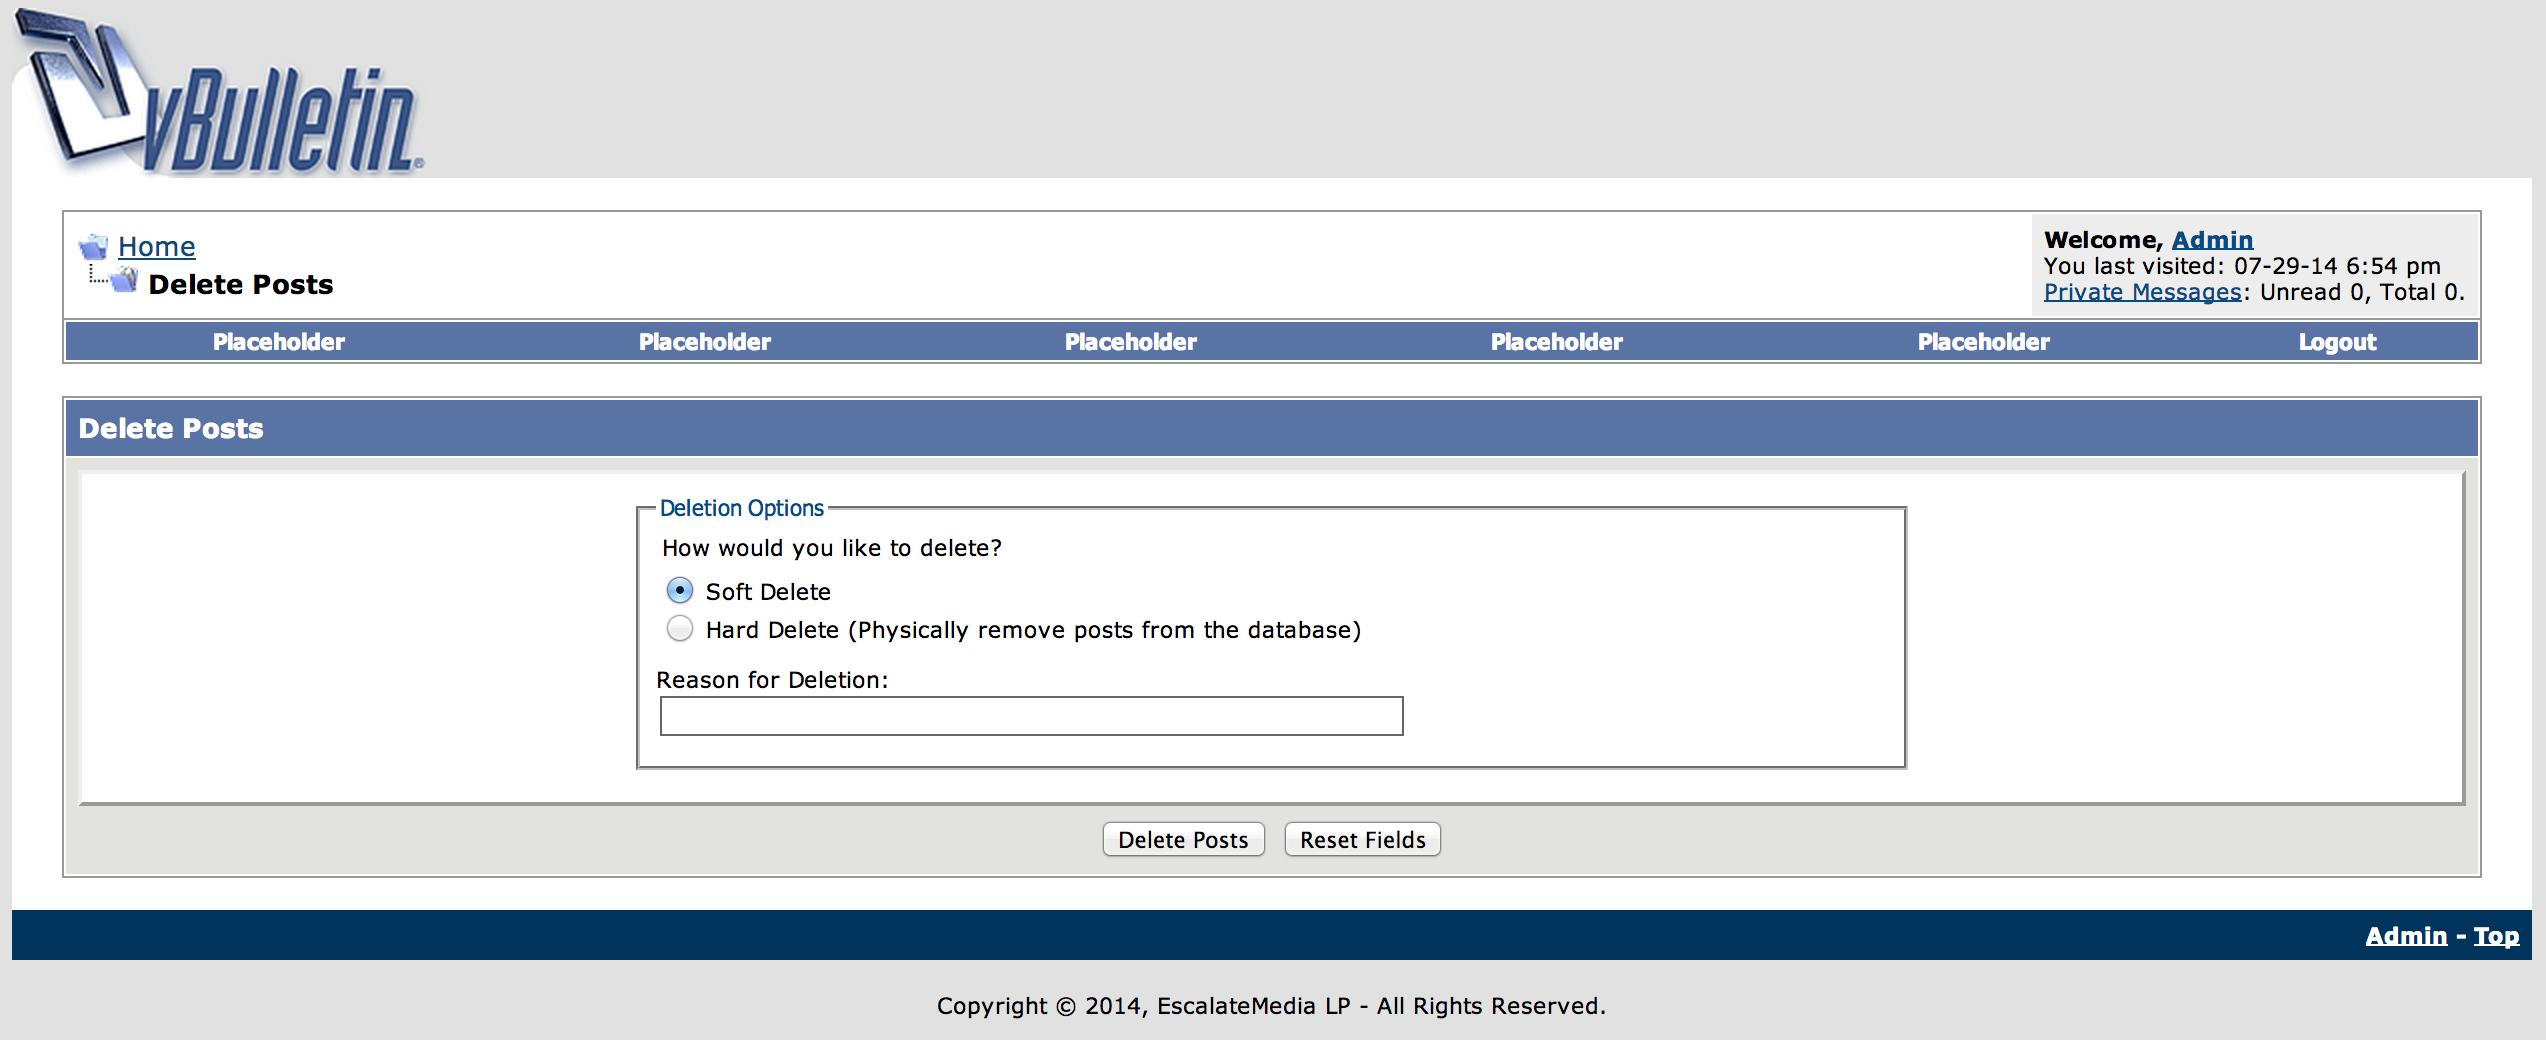 vBulletin®
Home
Delete Posts
Welcome, Admin
You last visited: 07-29-14 6:54 pm
Private Messages: Unread 0, Total 0.
Placeholder Placeholder Placeholder Placeholder Placeholder Logout
Delete Posts
Deletion Options
How would you like to delete?
Soft Delete
Hard Delete (Physically remove posts from the database)
Reason for Deletion:
Delete Posts Reset Fields
Admin - Top
Copyright © 2014, EscalateMedia LP - All Rights Reserved.